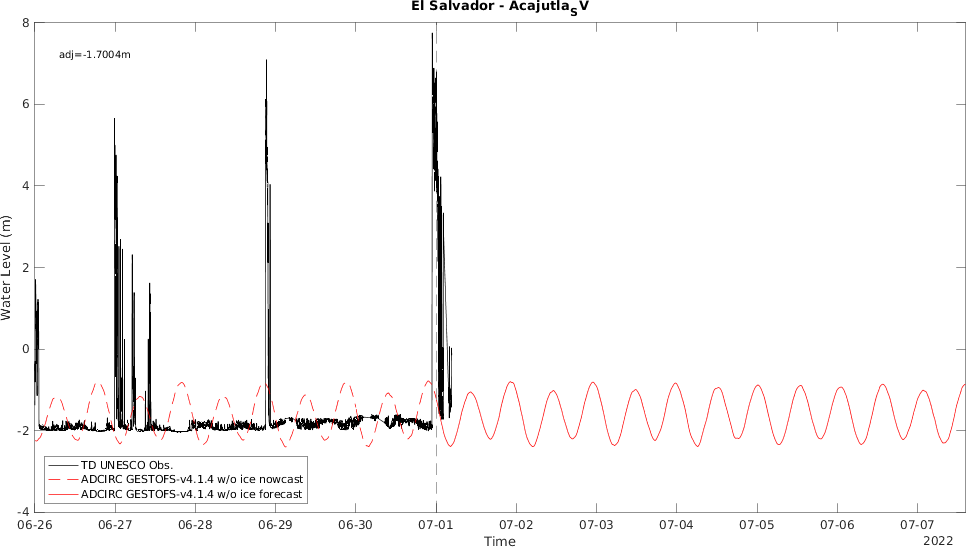 El Salvador - AcajutlaSV
adj=-1.7004m
8
6
4
2
0
-2
-4
Water Level (m)
TD UNESCO Obs.
ADCIRC GESTOFS-v4.1.4 w/o ice nowcast
ADCIRC GESTOFS-v4.1.4 w/o ice forecast
06-26 06-27 06-28 06-29 06-30 07-01 07-02 07-03 07-04 07-05 07-06 07-07
Time
2022